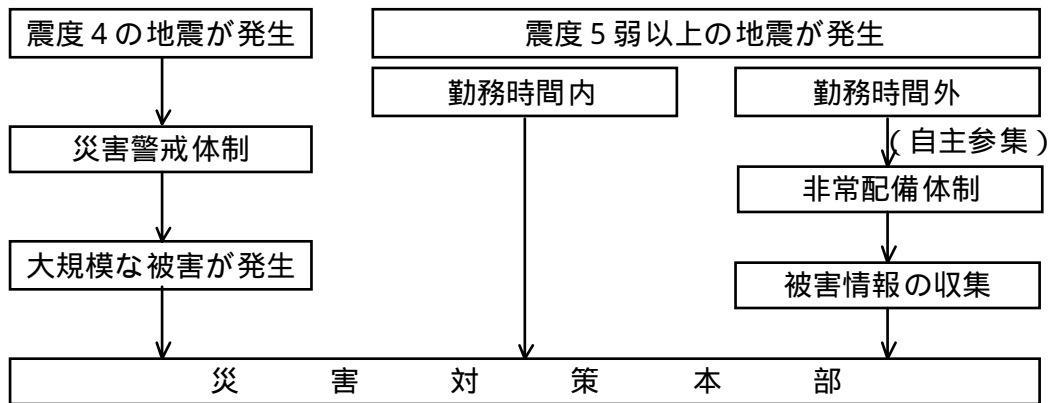 震度４の地震が発生
震度５弱以上の地震が発生
勤務時間内
勤務時間外
（自主参集）
災害警戒体制
非常配備体制
大規模な被害が発生
被害情報の収集
災害対策本部